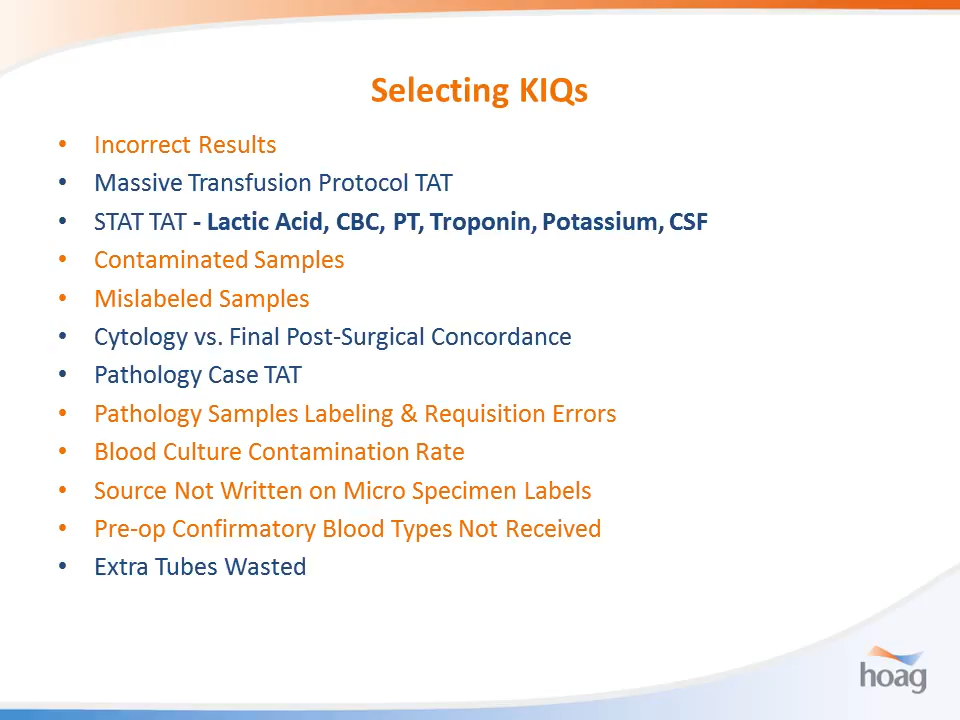 Selecting KIQs
• Incorrect Results
• Massive Transfusion Protocol TAT
• STAT TAT - Lactic Acid, CBC, PT, Troponin, Potassium, CSF
• Contaminated Samples
• Mislabeled Samples
• Cytology vs. Final Post-Surgical Concordance
• Pathology Case TAT
• Pathology Samples Labeling & Requisition Errors
• Blood Culture Contamination Rate
• Source Not Written on Micro Specimen Labels
• Pre-op Confirmatory Blood Types Not Received
• Extra Tubes Wasted
hoag